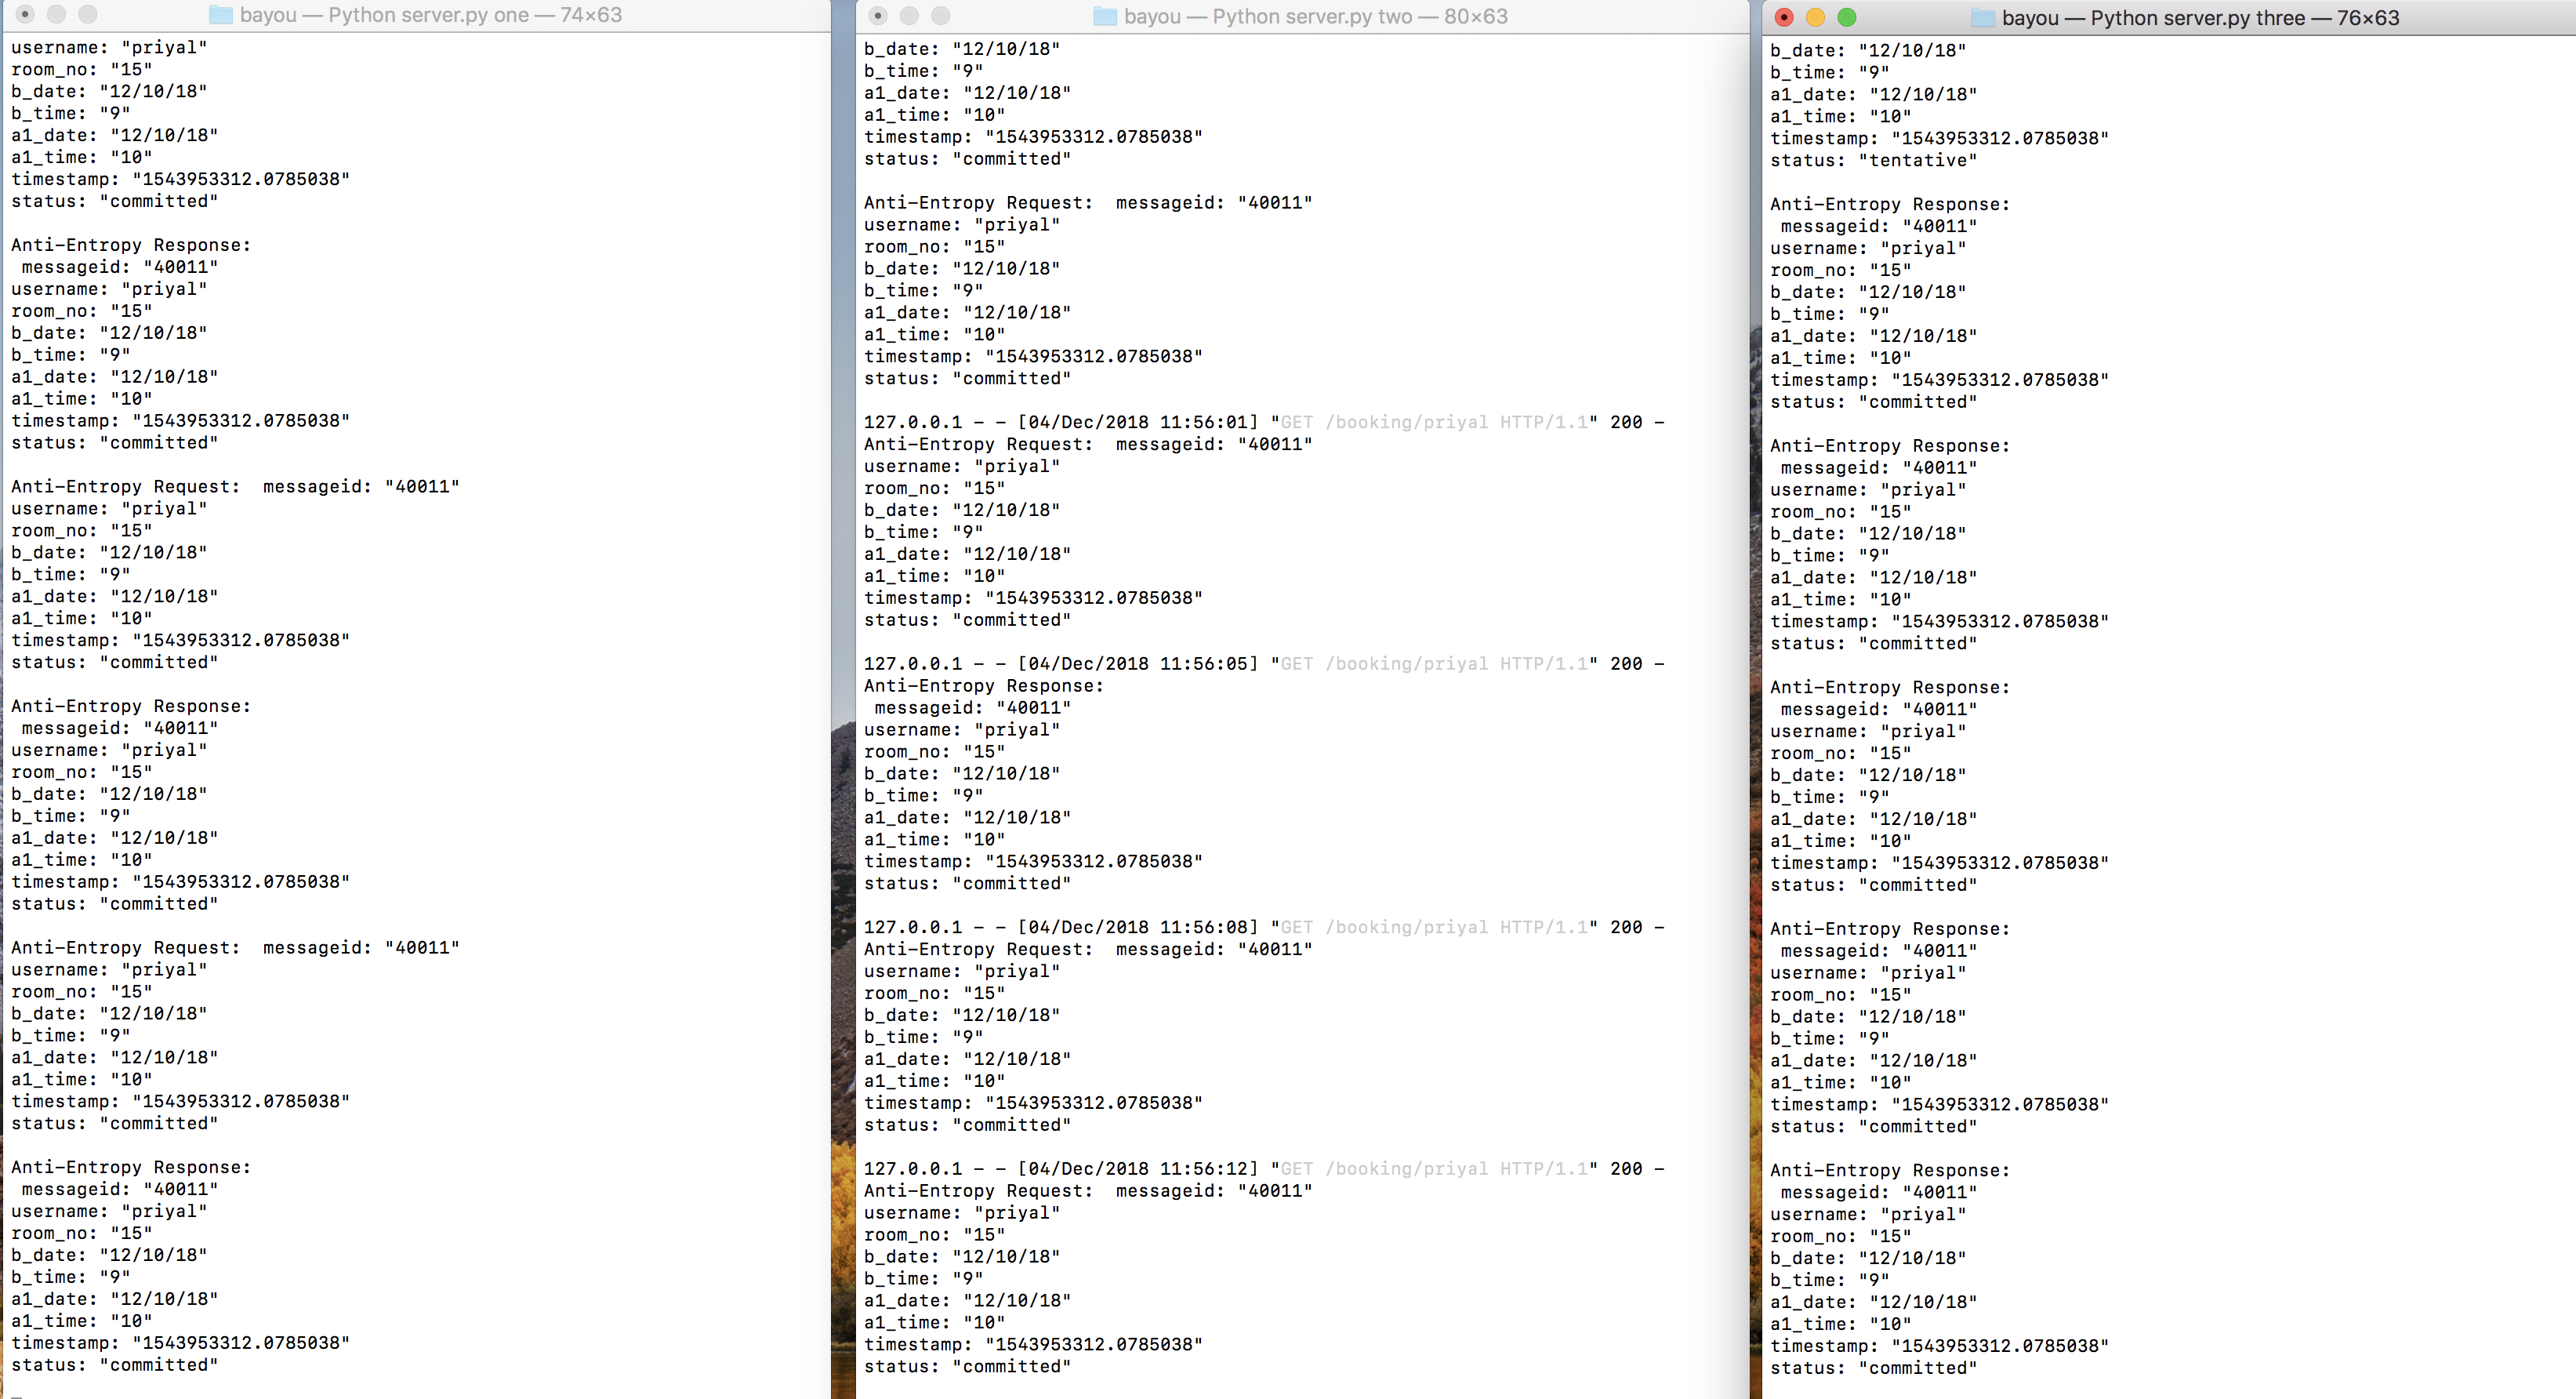 bayou — Python server.py one — 74×63
username: "priyal"
room_no: "15"
b_date: "12/10/18"
b_time: "9"
a1_date: "12/10/18"
a1_time: "10"
timestamp: "1543953312.0785038"
status: "committed"
Anti-Entropy Response:
messageid: "40011"
username: "priyal"
room_no: "15"
b_date: "12/10/18"
b_time: "9"
a1_date: "12/10/18"
a1_time: "10"
timestamp: "1543953312.0785038"
status: "committed"
Anti-Entropy Request:  messageid: "40011"
username: "priyal"
room_no: "15"
b_date: "12/10/18"
b_time: "9"
a1_date: "12/10/18"
a1_time: "10"
timestamp: "1543953312.0785038"
status: "committed"
Anti-Entropy Response:
messageid: "40011"
username: "priyal"
room_no: "15"
b_date: "12/10/18"
b_time: "9"
a1_date: "12/10/18"
a1_time: "10"
timestamp: "1543953312.0785038"
status: "committed"
Anti-Entropy Request:  messageid: "40011"
username: "priyal"
room_no: "15"
b_date: "12/10/18"
b_time: "9"
a1_date: "12/10/18"
a1_time: "10"
timestamp: "1543953312.0785038"
status: "committed"
Anti-Entropy Response:
messageid: "40011"
username: "priyal"
room_no: "15"
b_date: "12/10/18"
b_time: "9"
a1_date: "12/10/18"
a1_time: "10"
timestamp: "1543953312.0785038"
status: "committed"
bayou — Python server.py two — 80×63
b_date: "12/10/18"
b_time: "9"
a1_date: "12/10/18"
a1_time: "10"
timestamp: "1543953312.0785038"
status: "committed"
Anti-Entropy Request:  messageid: "40011"
username: "priyal"
room_no: "15"
b_date: "12/10/18"
b_time: "9"
a1_date: "12/10/18"
a1_time: "10"
timestamp: "1543953312.0785038"
status: "committed"
127.0.0.1 - - [04/Dec/2018 11:56:01] "GET /booking/priyal HTTP/1.1" 200 -
Anti-Entropy Request:  messageid: "40011"
username: "priyal"
room_no: "15"
b_date: "12/10/18"
b_time: "9"
a1_date: "12/10/18"
a1_time: "10"
timestamp: "1543953312.0785038"
status: "committed"
127.0.0.1 - - [04/Dec/2018 11:56:05] "GET /booking/priyal HTTP/1.1" 200 -
Anti-Entropy Response:
messageid: "40011"
username: "priyal"
room_no: "15"
b_date: "12/10/18"
b_time: "9"
a1_date: "12/10/18"
a1_time: "10"
timestamp: "1543953312.0785038"
status: "committed"
127.0.0.1 - - [04/Dec/2018 11:56:08] "GET /booking/priyal HTTP/1.1" 200 -
Anti-Entropy Request:  messageid: "40011"
username: "priyal"
room_no: "15"
b_date: "12/10/18"
b_time: "9"
a1_date: "12/10/18"
a1_time: "10"
timestamp: "1543953312.0785038"
status: "committed"
127.0.0.1 - - [04/Dec/2018 11:56:12] "GET /booking/priyal HTTP/1.1" 200 -
Anti-Entropy Request:  messageid: "40011"
username: "priyal"
room_no: "15"
b_date: "12/10/18"
b_time: "9"
a1_date: "12/10/18"
a1_time: "10"
timestamp: "1543953312.0785038"
status: "committed"
bayou — Python server.py three — 76×63
b_date: "12/10/18"
b_time: "9"
a1_date: "12/10/18"
a1_time: "10"
timestamp: "1543953312.0785038"
status: "tentative"
Anti-Entropy Response:
messageid: "40011"
username: "priyal"
room_no: "15"
b_date: "12/10/18"
b_time: "9"
a1_date: "12/10/18"
a1_time: "10"
timestamp: "1543953312.0785038"
status: "committed"
Anti-Entropy Response:
messageid: "40011"
username: "priyal"
room_no: "15"
b_date: "12/10/18"
b_time: "9"
a1_date: "12/10/18"
a1_time: "10"
timestamp: "1543953312.0785038"
status: "committed"
Anti-Entropy Response:
messageid: "40011"
username: "priyal"
room_no: "15"
b_date: "12/10/18"
b_time: "9"
a1_date: "12/10/18"
a1_time: "10"
timestamp: "1543953312.0785038"
status: "committed"
Anti-Entropy Response:
messageid: "40011"
username: "priyal"
room_no: "15"
b_date: "12/10/18"
b_time: "9"
a1_date: "12/10/18"
a1_time: "10"
timestamp: "1543953312.0785038"
status: "committed"
Anti-Entropy Response:
messageid: "40011"
username: "priyal"
room_no: "15"
b_date: "12/10/18"
b_time: "9"
a1_date: "12/10/18"
a1_time: "10"
timestamp: "1543953312.0785038"
status: "committed"